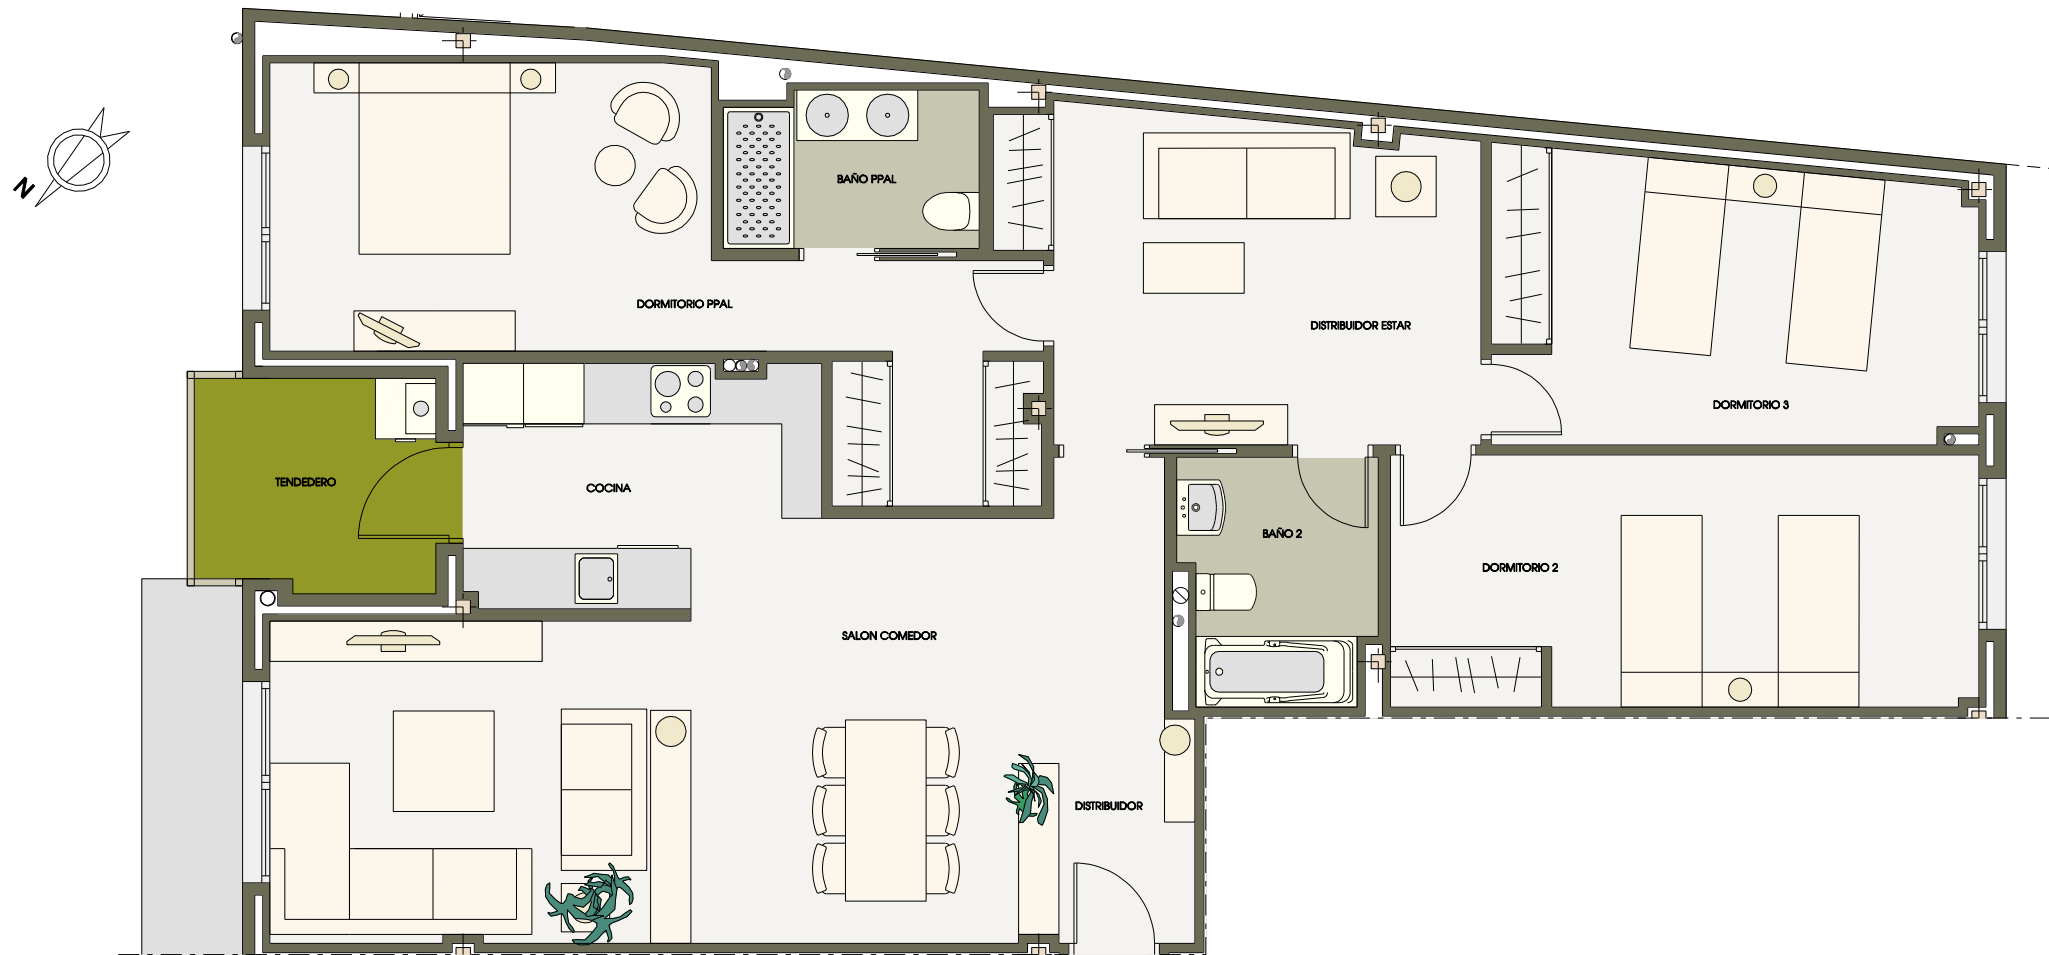 N
BAÑO PPAL
DORMITORIO PPAL
DISTRIBUIDOR ESTAR
DORMITORIO 3
TENDEDERO
COCINA
BAÑO 2
DORMITORIO 2
SALON COMEDOR
DISTRIBUIDOR